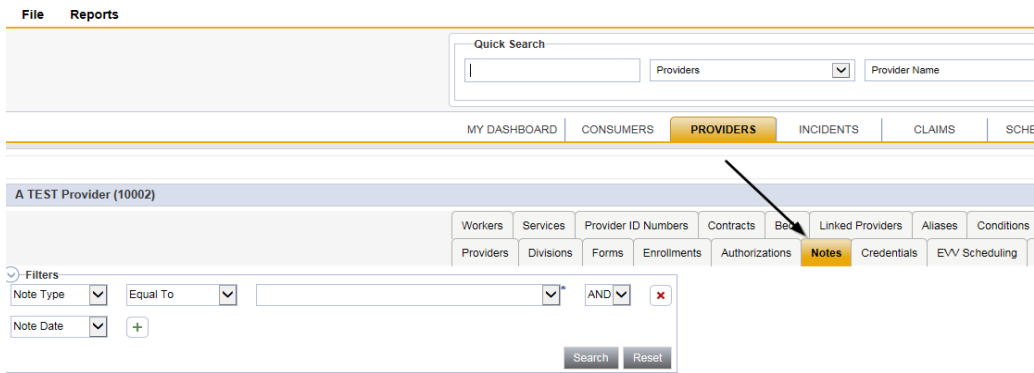 File Reports
Quick Search
Providers Provider Name
MY DASHBOARD CONSUMERS PROVIDERS INCIDENTS CLAIMS SCHE
A TEST Provider (10002)
Workers Services Provider ID Numbers Contracts Linked Providers Aliases Conditions
Providers Divisions Forms Enrollments Authorizations Notes Credentials EVV Scheduling
Filters
Note Type Equal To * AND
Note Date
Search Reset